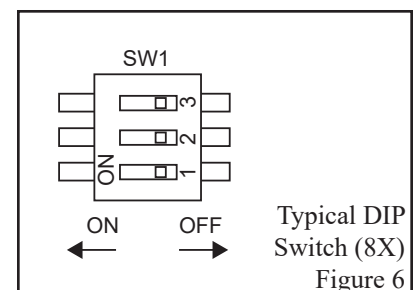 SW1
3
2
1
ON
ON OFF
Typical DIP
Switch (8X)
Figure 6